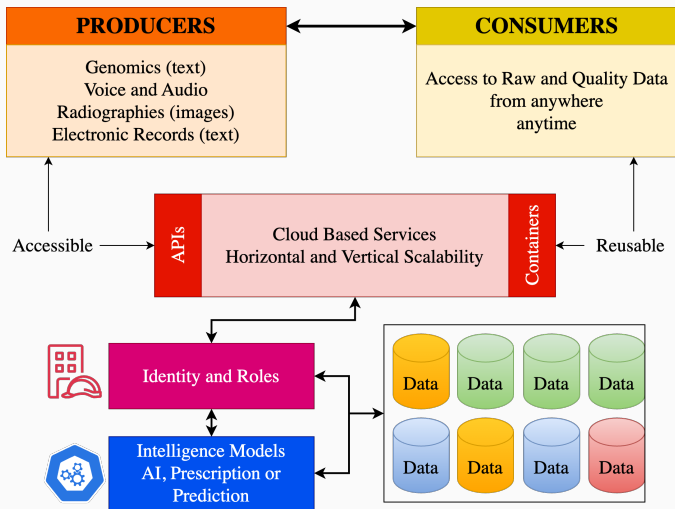 PRODUCERS
Genomics (text)
Voice and Audio
Radiographies (images)
Electronic Records (text)
CONSUMERS
Access to Raw and Quality Data
from anywhere
anytime
Accessible
APIs
Cloud Based Services
Horizontal and Vertical Scalability
Containers
Reusable
Identity and Roles
Intelligence Models
AI, Prescription or
Prediction
Data
Data
Data
Data
Data
Data
Data
Data